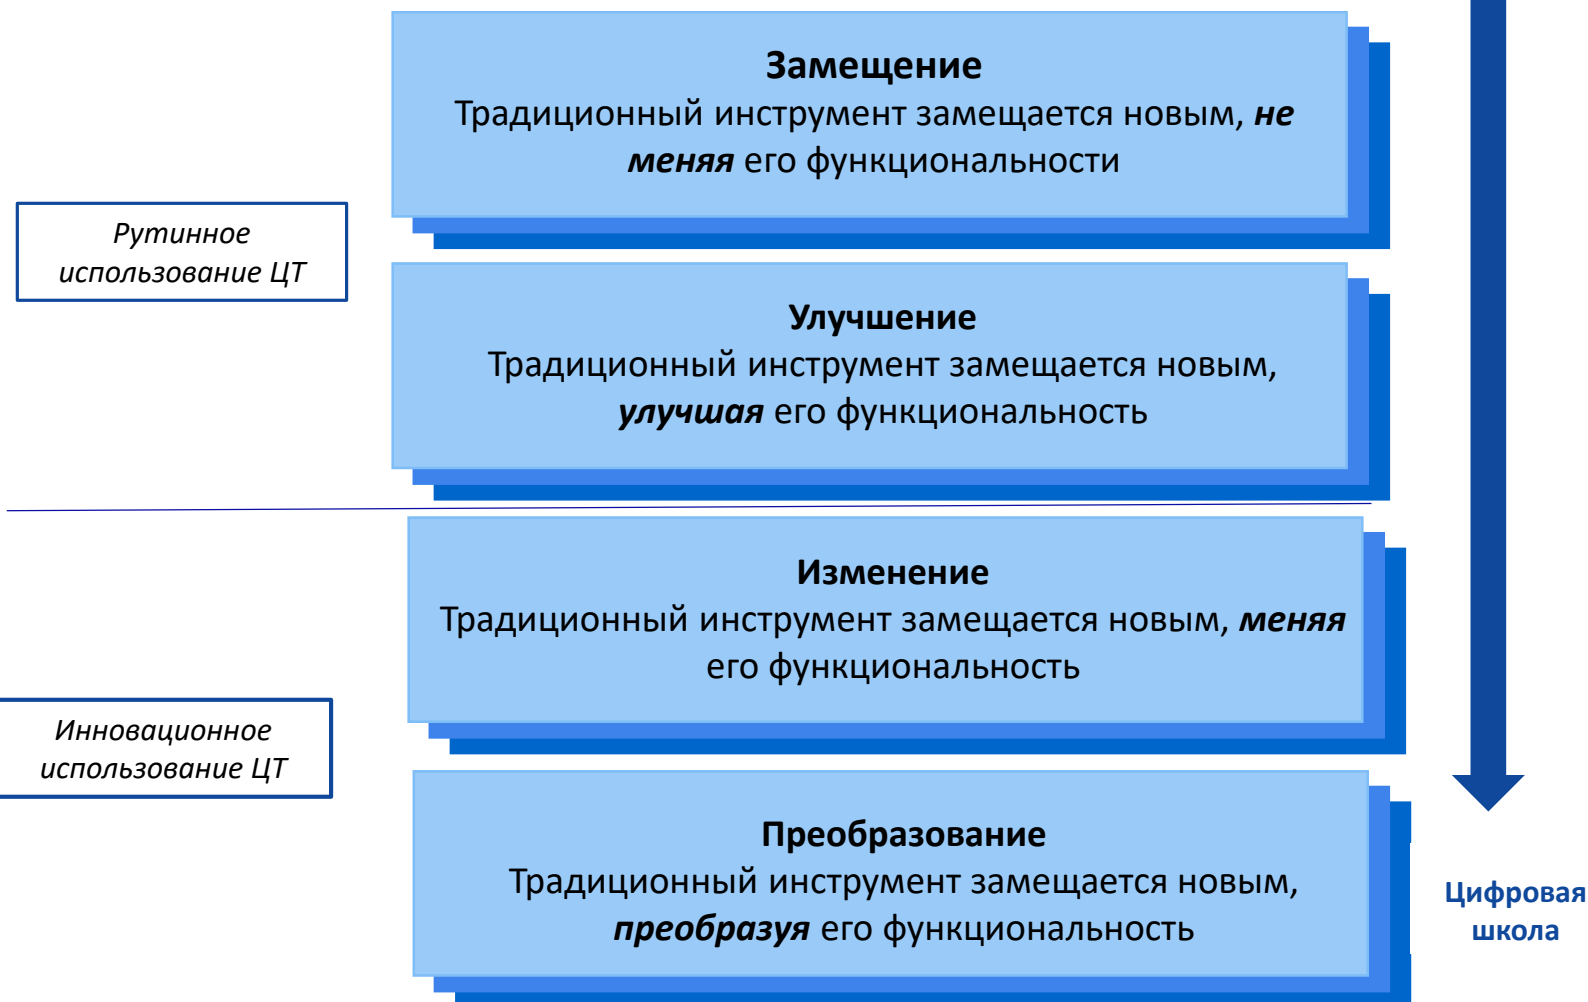 Замещение
Традиционный инструмент замещается новым, не
меняя его функциональности
Рутинное
использование ЦТ
Улучшение
Традиционный инструмент замещается новым,
улучшая его функциональность
Изменение
Традиционный инструмент замещается новым, меняя
его функциональность
Инновационное
использование ЦТ
Преобразование
Традиционный инструмент замещается новым,
преобразуя его функциональность
Цифровая
школа